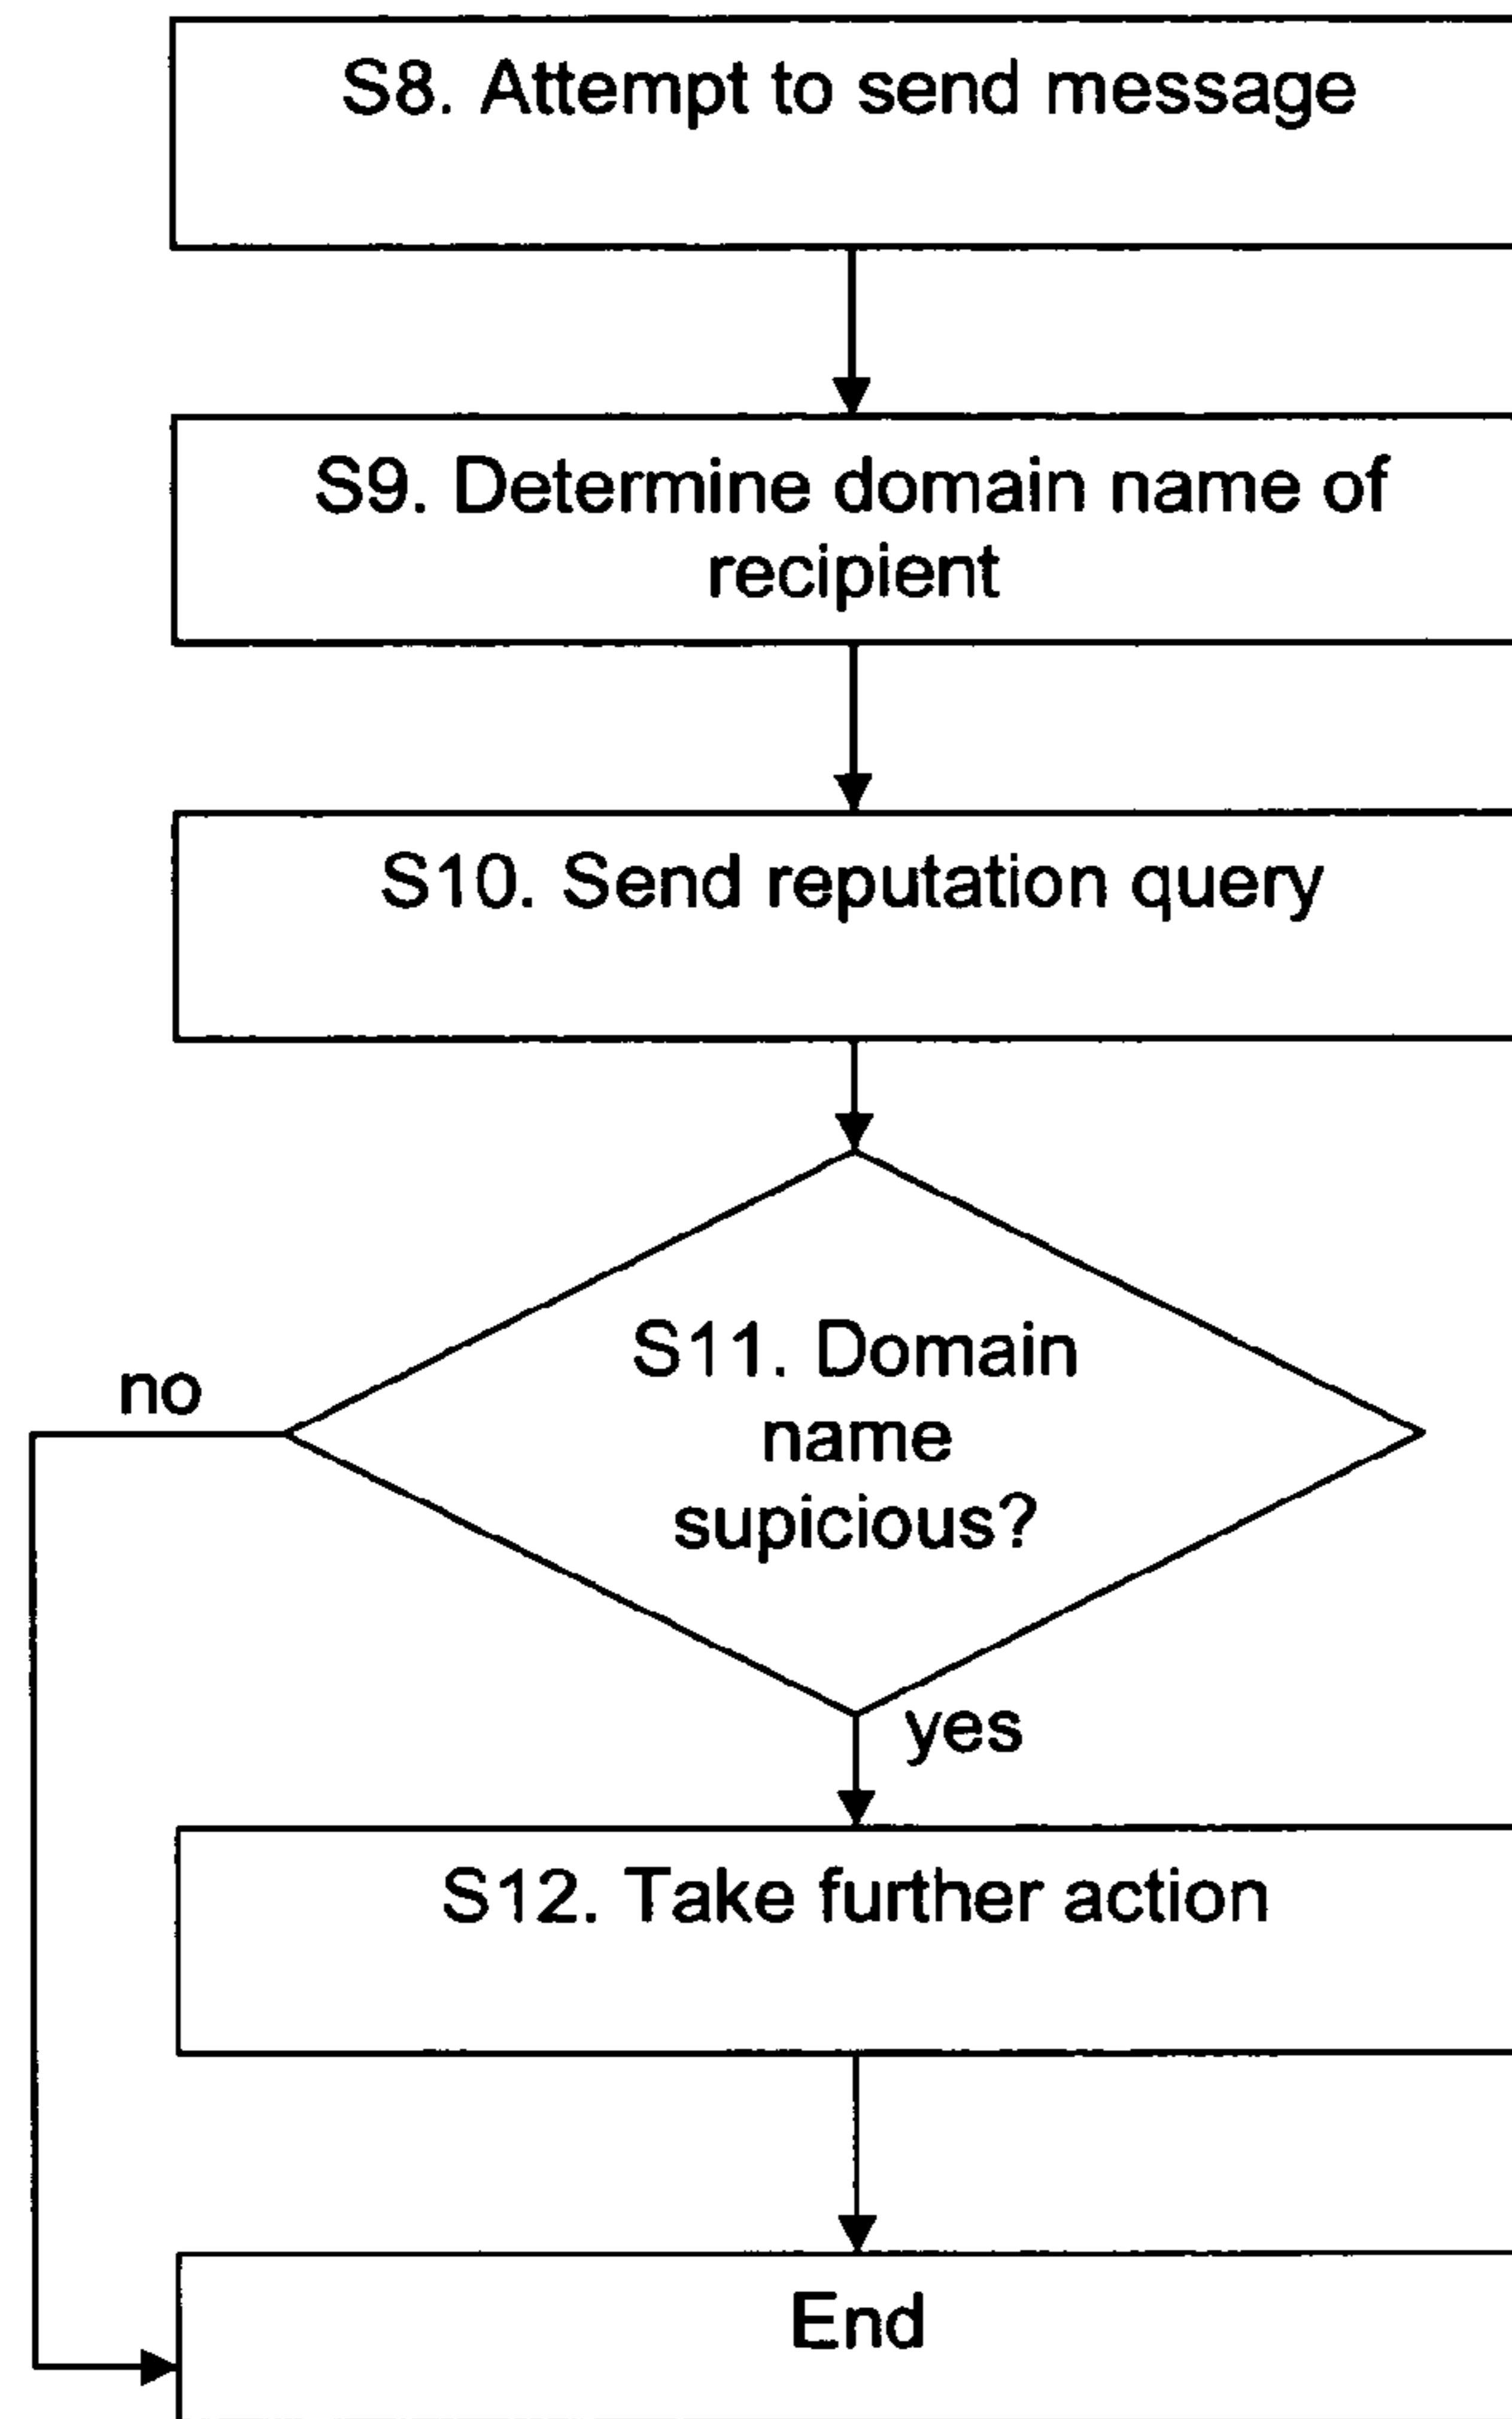 S8. Attempt to send message
S9. Determine domain name of
recipient
S10. Send reputation query
S11. Domain
name
supicious?
no
yes
S12. Take further action
End